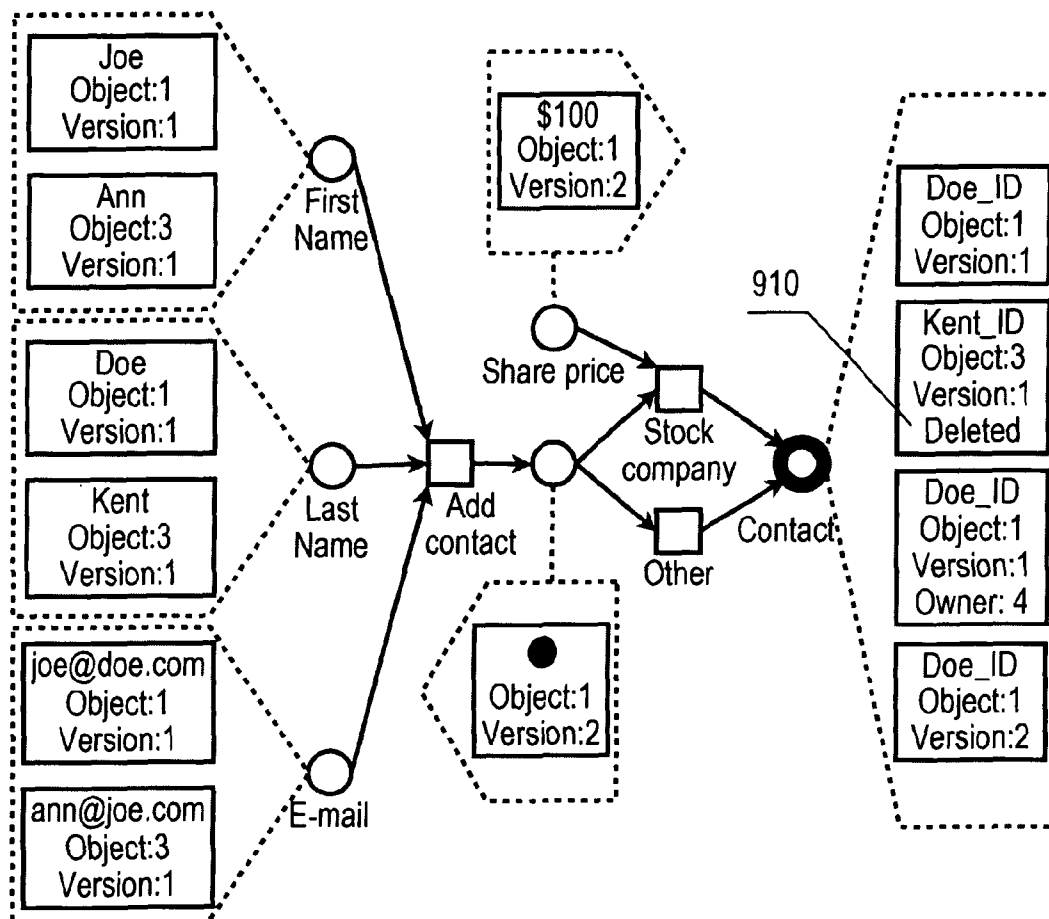 Joe
Object:1
Version:1
Ann
Object:3
Version:1
First
Name
Doe
Object:1
Version:1
Kent
Object:3
Version:1
Last
Name
joe@doe.com
Object:1
Version:1
ann@joe.com
Object:3
Version:1
E-mail
Add
contact
$100
Object:1
Version:2
Share price
Stock
company
Other
Object:1
Version:2
Contact
910
Doe_ID
Object:1
Version:1
Kent_ID
Object:3
Version:1
Deleted
Doe_ID
Object:1
Version:1
Owner: 4
Doe_ID
Object:1
Version:2